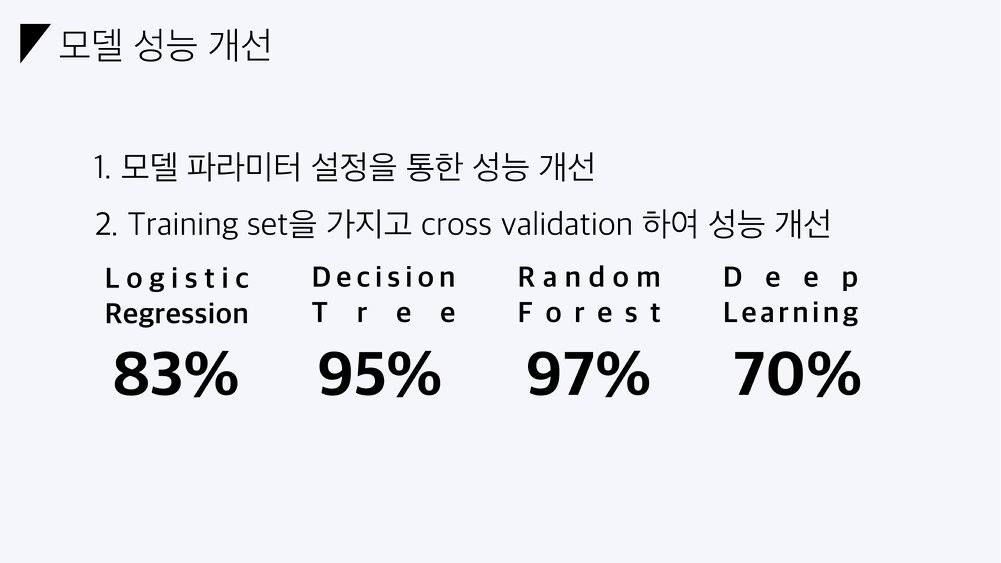 모델 성능 개선
1. 모델 파라미터 설정을 통한 성능 개선
2. Training set을 가지고 cross validation 하여 성능 개선
Logistic Decision Random Deep
Regression Tree Forest Learning
83% 95% 97% 70%